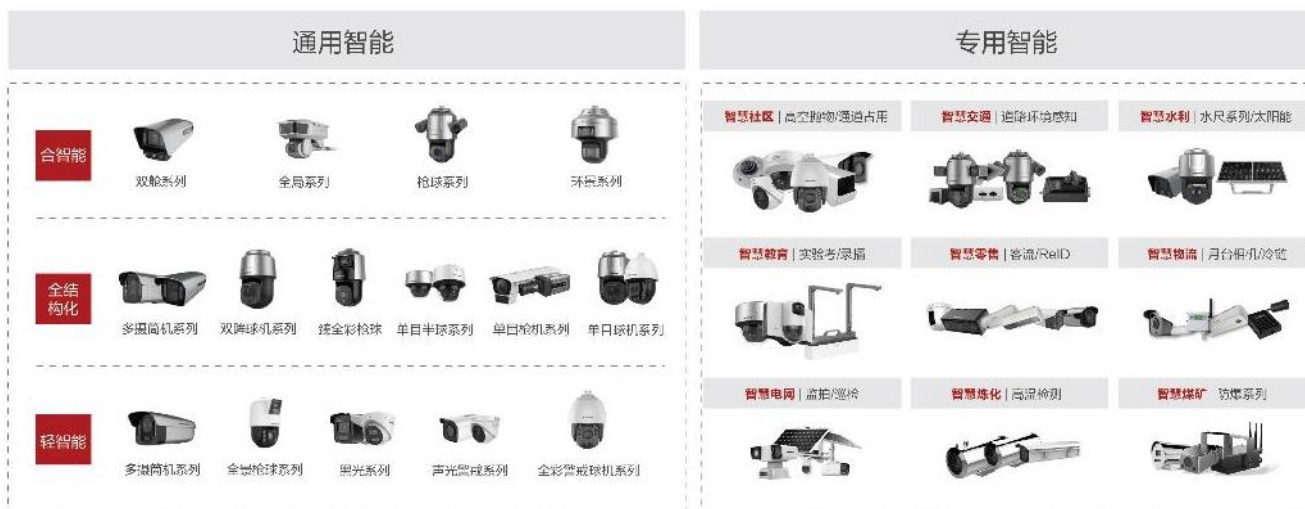 通用智能
专用智能
合智能
双舱系列
全局系列
枪球系列
环景系列
全结
构化
多摄筒机系列
双阵球机系列
臻全彩枪球
单目半球系列
单目枪机系列
单目球机系列
轻智能
多摄筒机系列
全景枪球系列
黑光系列
声光警戒系列
全彩警戒球机系列
智慧社区 | 高空抛物/通道占用
智慧交通 | 道路环境感知
智慧水利 | 水尺系列/太阳能
智慧教育 | 实验考/录播
智慧零售 | 客流/ReID
智慧物流 | 月台相机/冷链
智慧电网 | 监拍/巡检
智慧炼化 | 高温检测
智慧煤矿 防爆系列